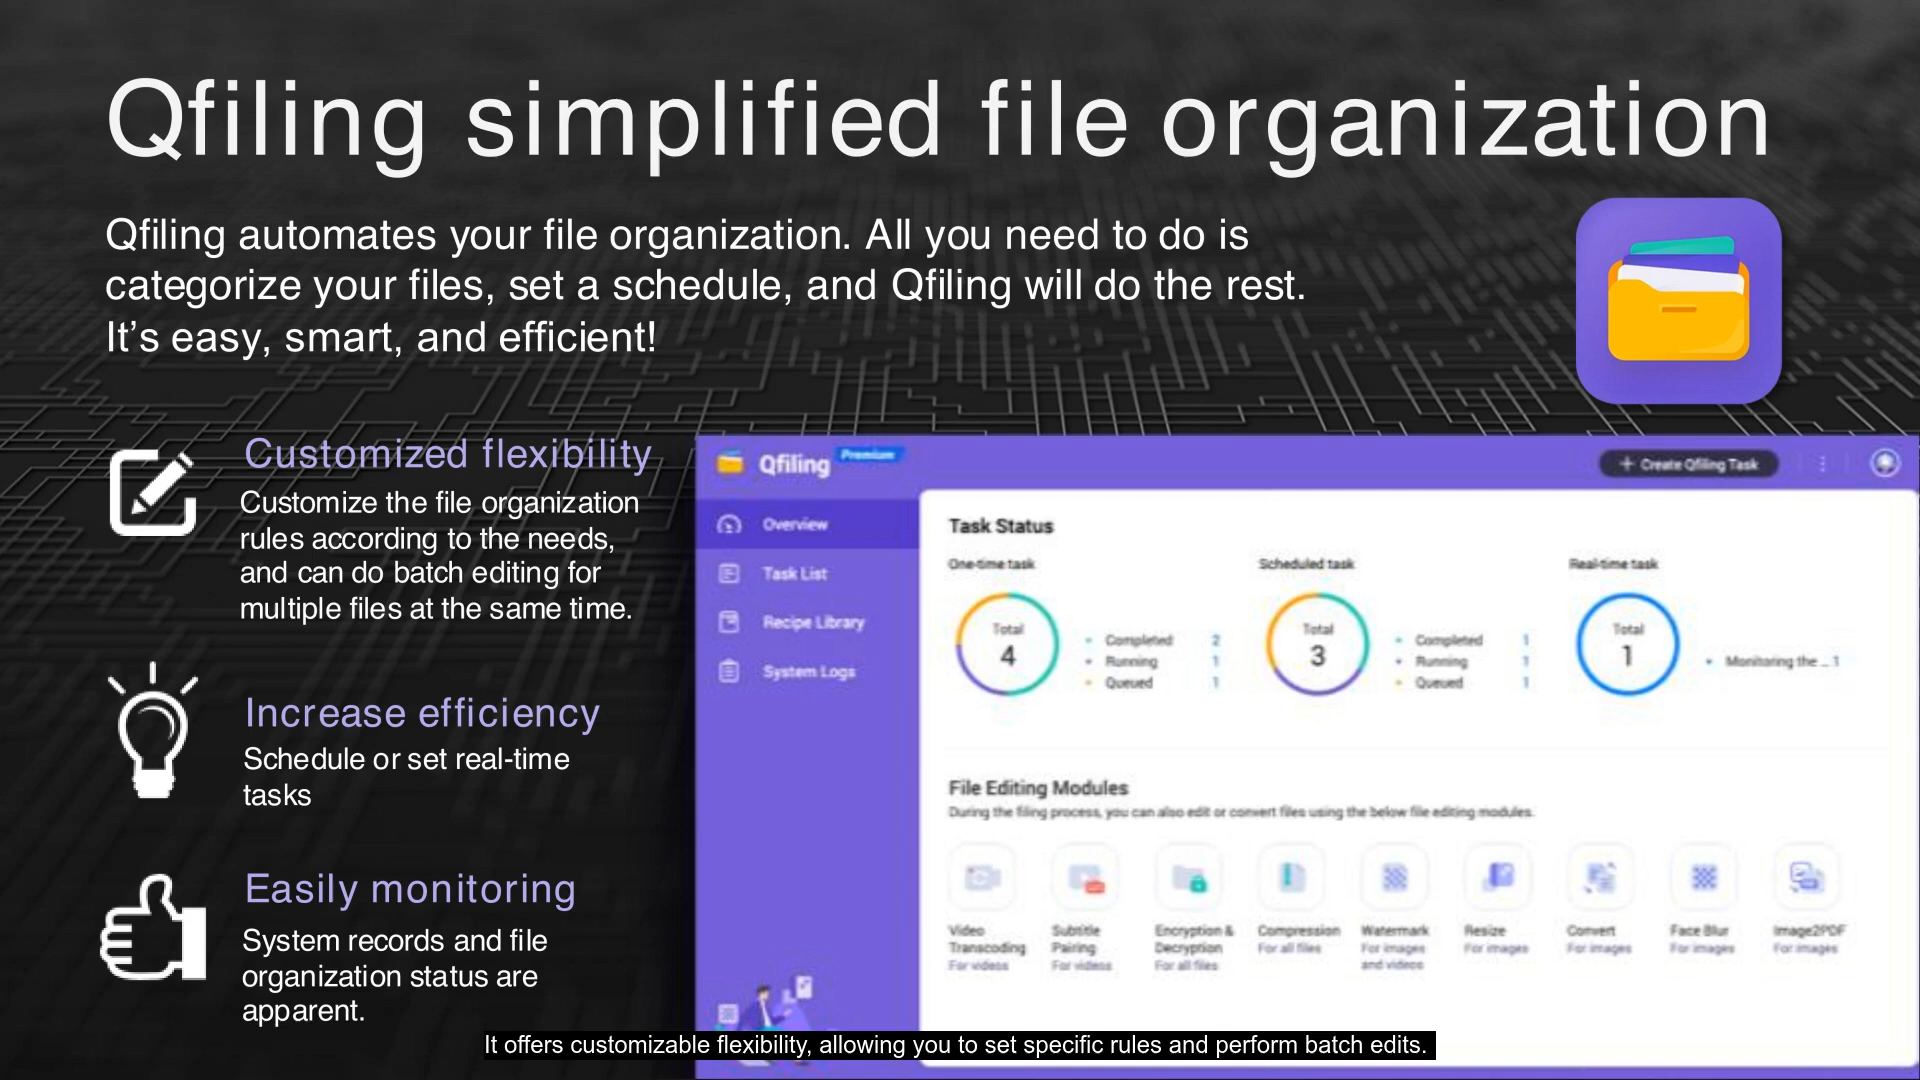 Qfiling simplified file organization
Qfiling automates your file organization. All you need to do is
categorize your files, set a schedule, and Qfiling will do the rest.
It’s easy, smart, and efficient!
Customized flexibility
Customize the file organization
rules according to the needs,
and can do batch editing for
multiple files at the same time.
Increase efficiency
Schedule or set real-time
tasks
Easily monitoring
System records and file
organization status are
apparent.
Qfiling Premium
+ Create Qfiling Task
Overview
Task List
Recipe Library
System Logs
Task Status
One-time task
Total
4
Completed 2
Running 1
Queued 1
Scheduled task
Total
3
Completed 1
Running 1
Queued 1
Real-time task
Total
1
Monitoring the ... 1
File Editing Modules
During the filing process, you can also edit or convert files using the below file editing modules.
Video
Transcoding
For videos
Subtitle
Pairing
For videos
Encryption &
Decryption
For all files
Compression
For all files
Watermark
For images
and videos
Resize
For images
Convert
For images
Face Blur
For images
Image2PDF
For images
It offers customizable flexibility, allowing you to set specific rules and perform batch edits.